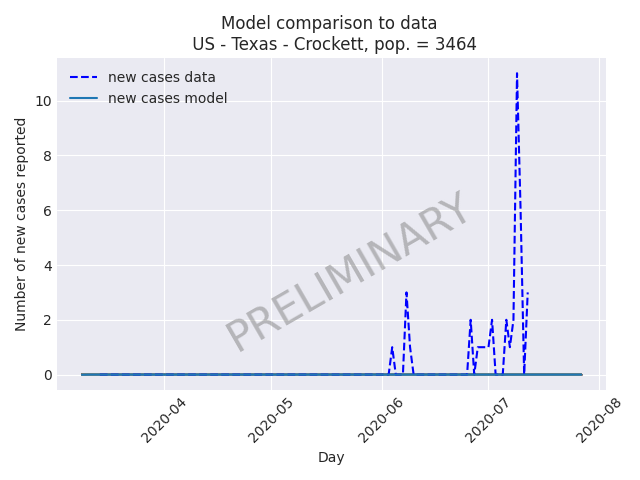 Model comparison to data
US - Texas - Crockett, pop. = 3464
new cases data
new cases model
Number of new cases reported
10
8
6
4
2
0
PRELIMINARY
2020-04
2020-05
2020-06
2020-07
2020-08
Day